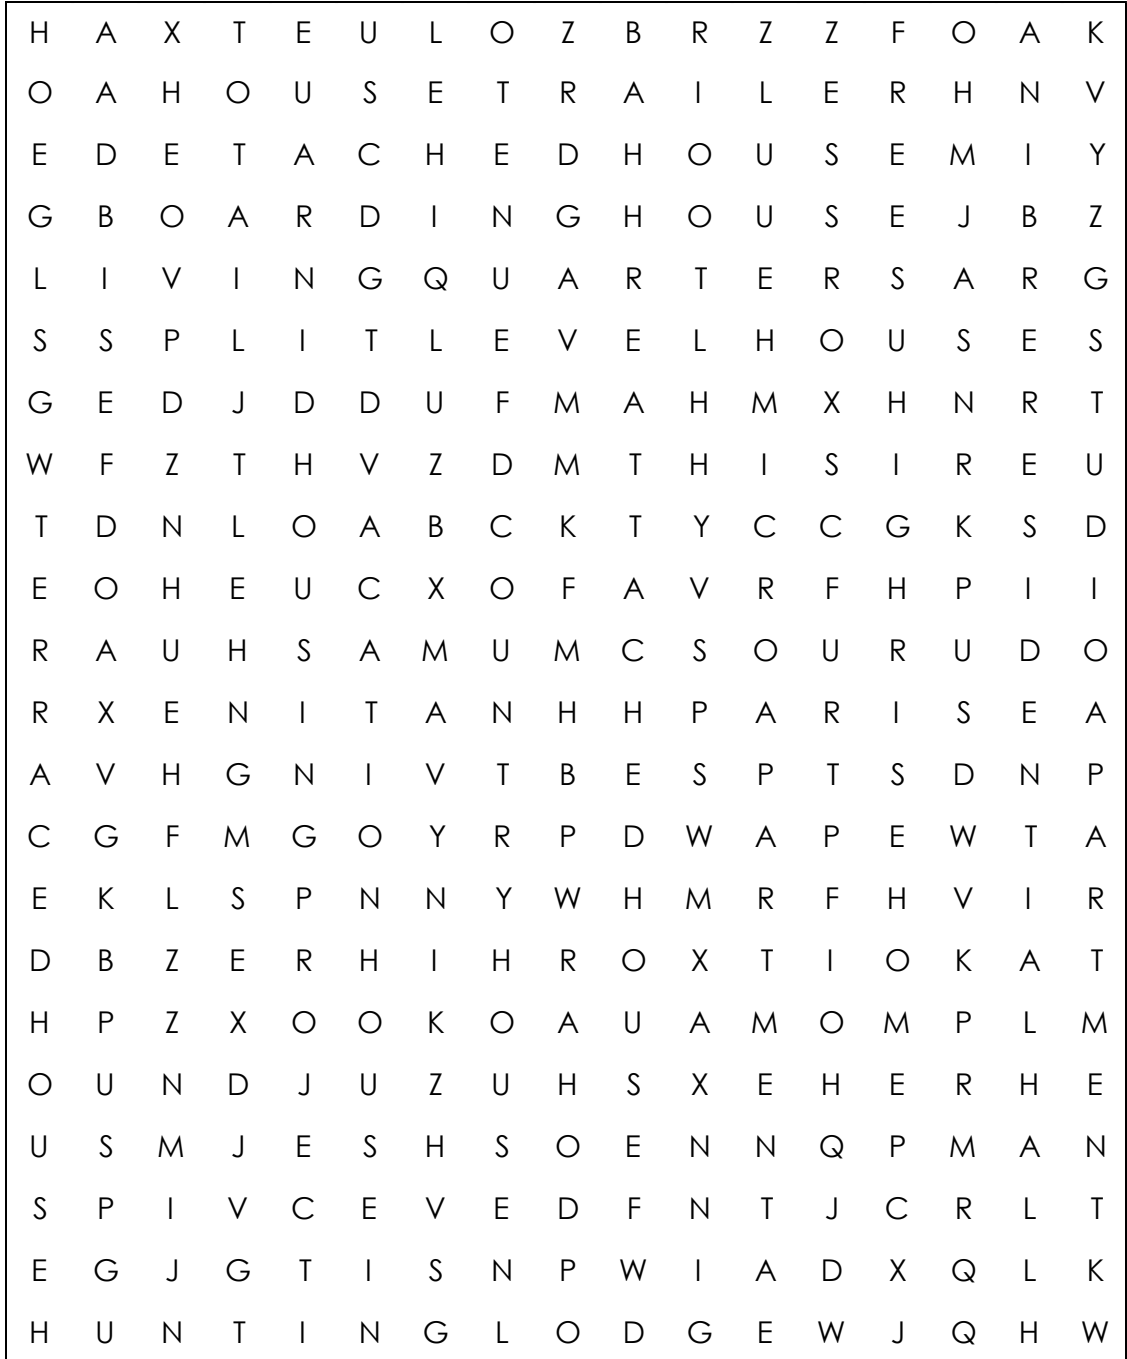 H A X T E U L O Z B R Z Z F O A K
O A H O U S E T R A I L E R H N V
E D E T A C H E D H O U S E M I Y
G B O A R D I N G H O U S E J B Z
L I V I N G Q U A R T E R S A R G
S S P L I T L E V E L H O U S E S
G E D J D D U F M A H M X H N R T
W F Z T H V Z D M T H I S I R E U
T D N L O A B C K T Y C C G K S D
E O H E U C X O F A V R F H P I I
R A U H S A M U M C S O U R U D O
R X E N I T A N H H P A R I S E A
A V H G N I V T B E S P T S D N P
C G F M G O Y R P D W A P E W T A
E K L S P N N Y W H M R F H V I R
D B Z E R H I H R O X T I O K A T
H P Z X O O K O A U A M O M P L M
O U N D J U Z U H S X E H E R H E
U S M J E S H S O E N N Q P M A N
S P I V C E V E D F N T J C R L T
E G J G T I S N P W I A D X Q L K
H U N T I N G L O D G E W J Q H W